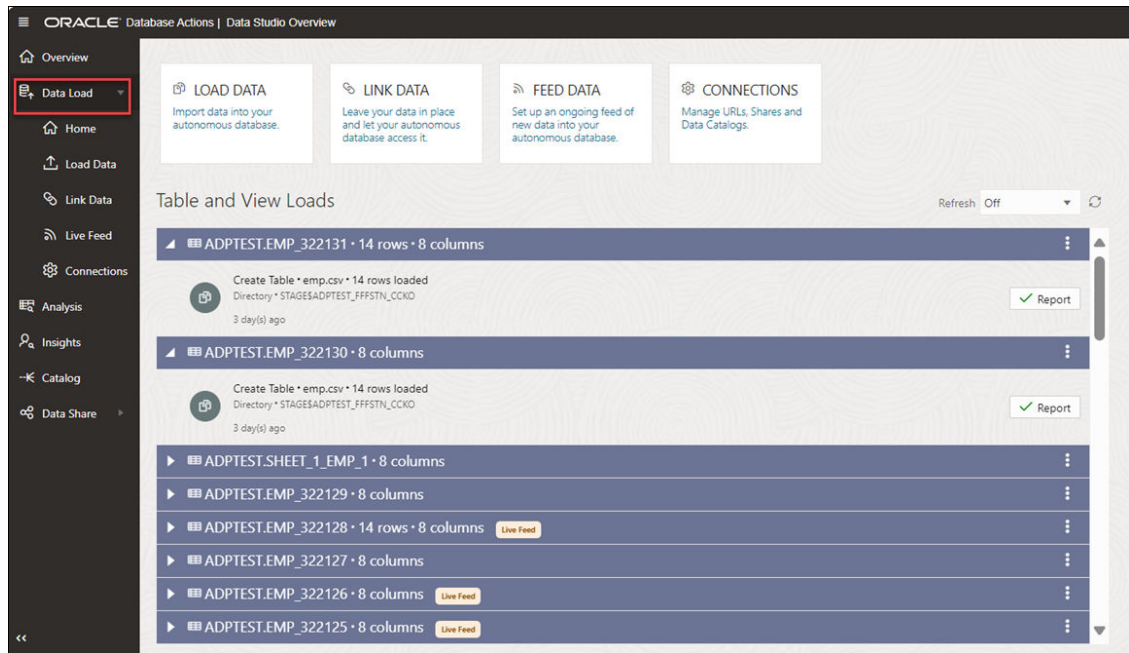 ORACLE Database Actions | Data Studio Overview
Overview
Data Load
Home
Load Data
Link Data
Live Feed
Connections
Analysis
Insights
Catalog
Data Share
LOAD DATA
Import data into your
autonomous database.
LINK DATA
Leave your data in place
and let your autonomous
database access it.
FEED DATA
Set up an ongoing feed of
new data into your
autonomous database.
CONNECTIONS
Manage URLs, Shares and
Data Catalogs.
Table and View Loads
Refresh Off
ADPTEST.EMP_322131 • 14 rows • 8 columns
Create Table • emp.csv • 14 rows loaded
Directory • STAGE$ADPTEST_FFFSTN_CCKO
3 day(s) ago
Report
ADPTEST.EMP_322130 • 8 columns
Create Table • emp.csv • 14 rows loaded
Directory • STAGE$ADPTEST_FFFSTN_CCKO
3 day(s) ago
Report
ADPTEST.SHEET_1_EMP_1 • 8 columns
ADPTEST.EMP_322129 • 8 columns
ADPTEST.EMP_322128 • 14 rows • 8 columns Live Feed
ADPTEST.EMP_322127 • 8 columns
ADPTEST.EMP_322126 • 8 columns Live Feed
ADPTEST.EMP_322125 • 8 columns Live Feed